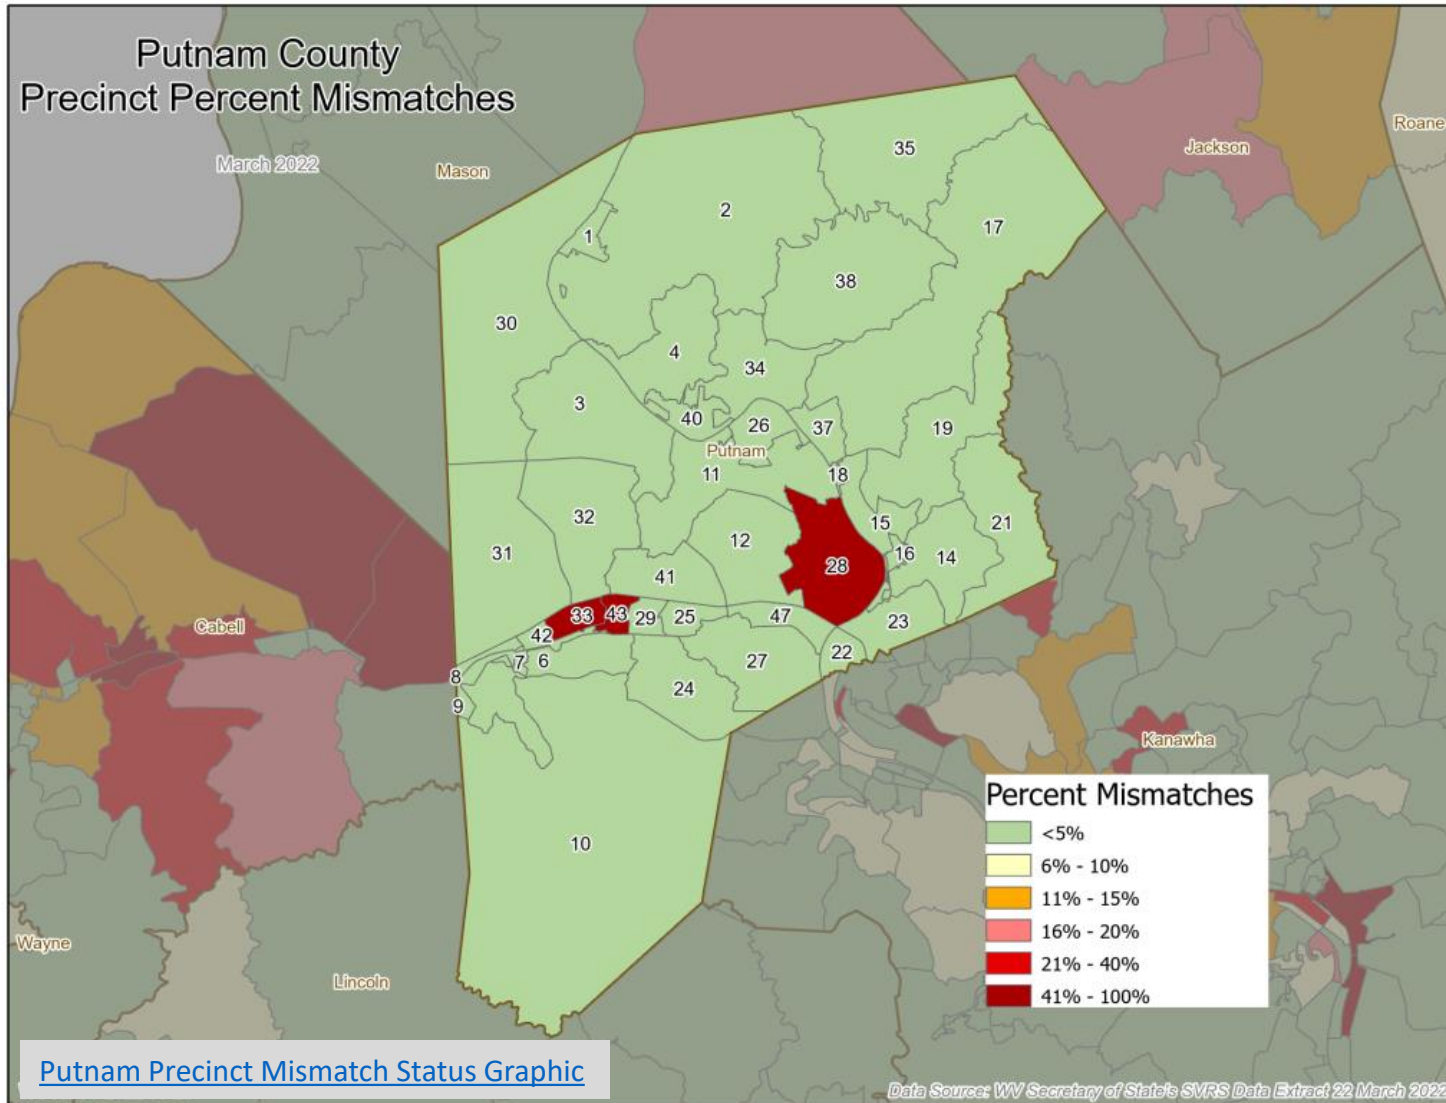 Putnam County
Precinct Percent Mismatches
March 2022
Mason
Jackson
Roane
35
2
17
1
38
30
4
34
3
40
26
37
19
Putnam
11
18
32
15
21
12
31
16
14
28
41
33
43
29
25
47
23
42
Cabell
22
7
6
27
8
24
9
Kanawha
10
Wayne
Lincoln
Percent Mismatches
<5%
6% - 10%
11% - 15%
16% - 20%
21% - 40%
41% - 100%
Putnam Precinct Mismatch Status Graphic
Data Source: WV Secretary of State's SVRS Data Extract 22 March 2022